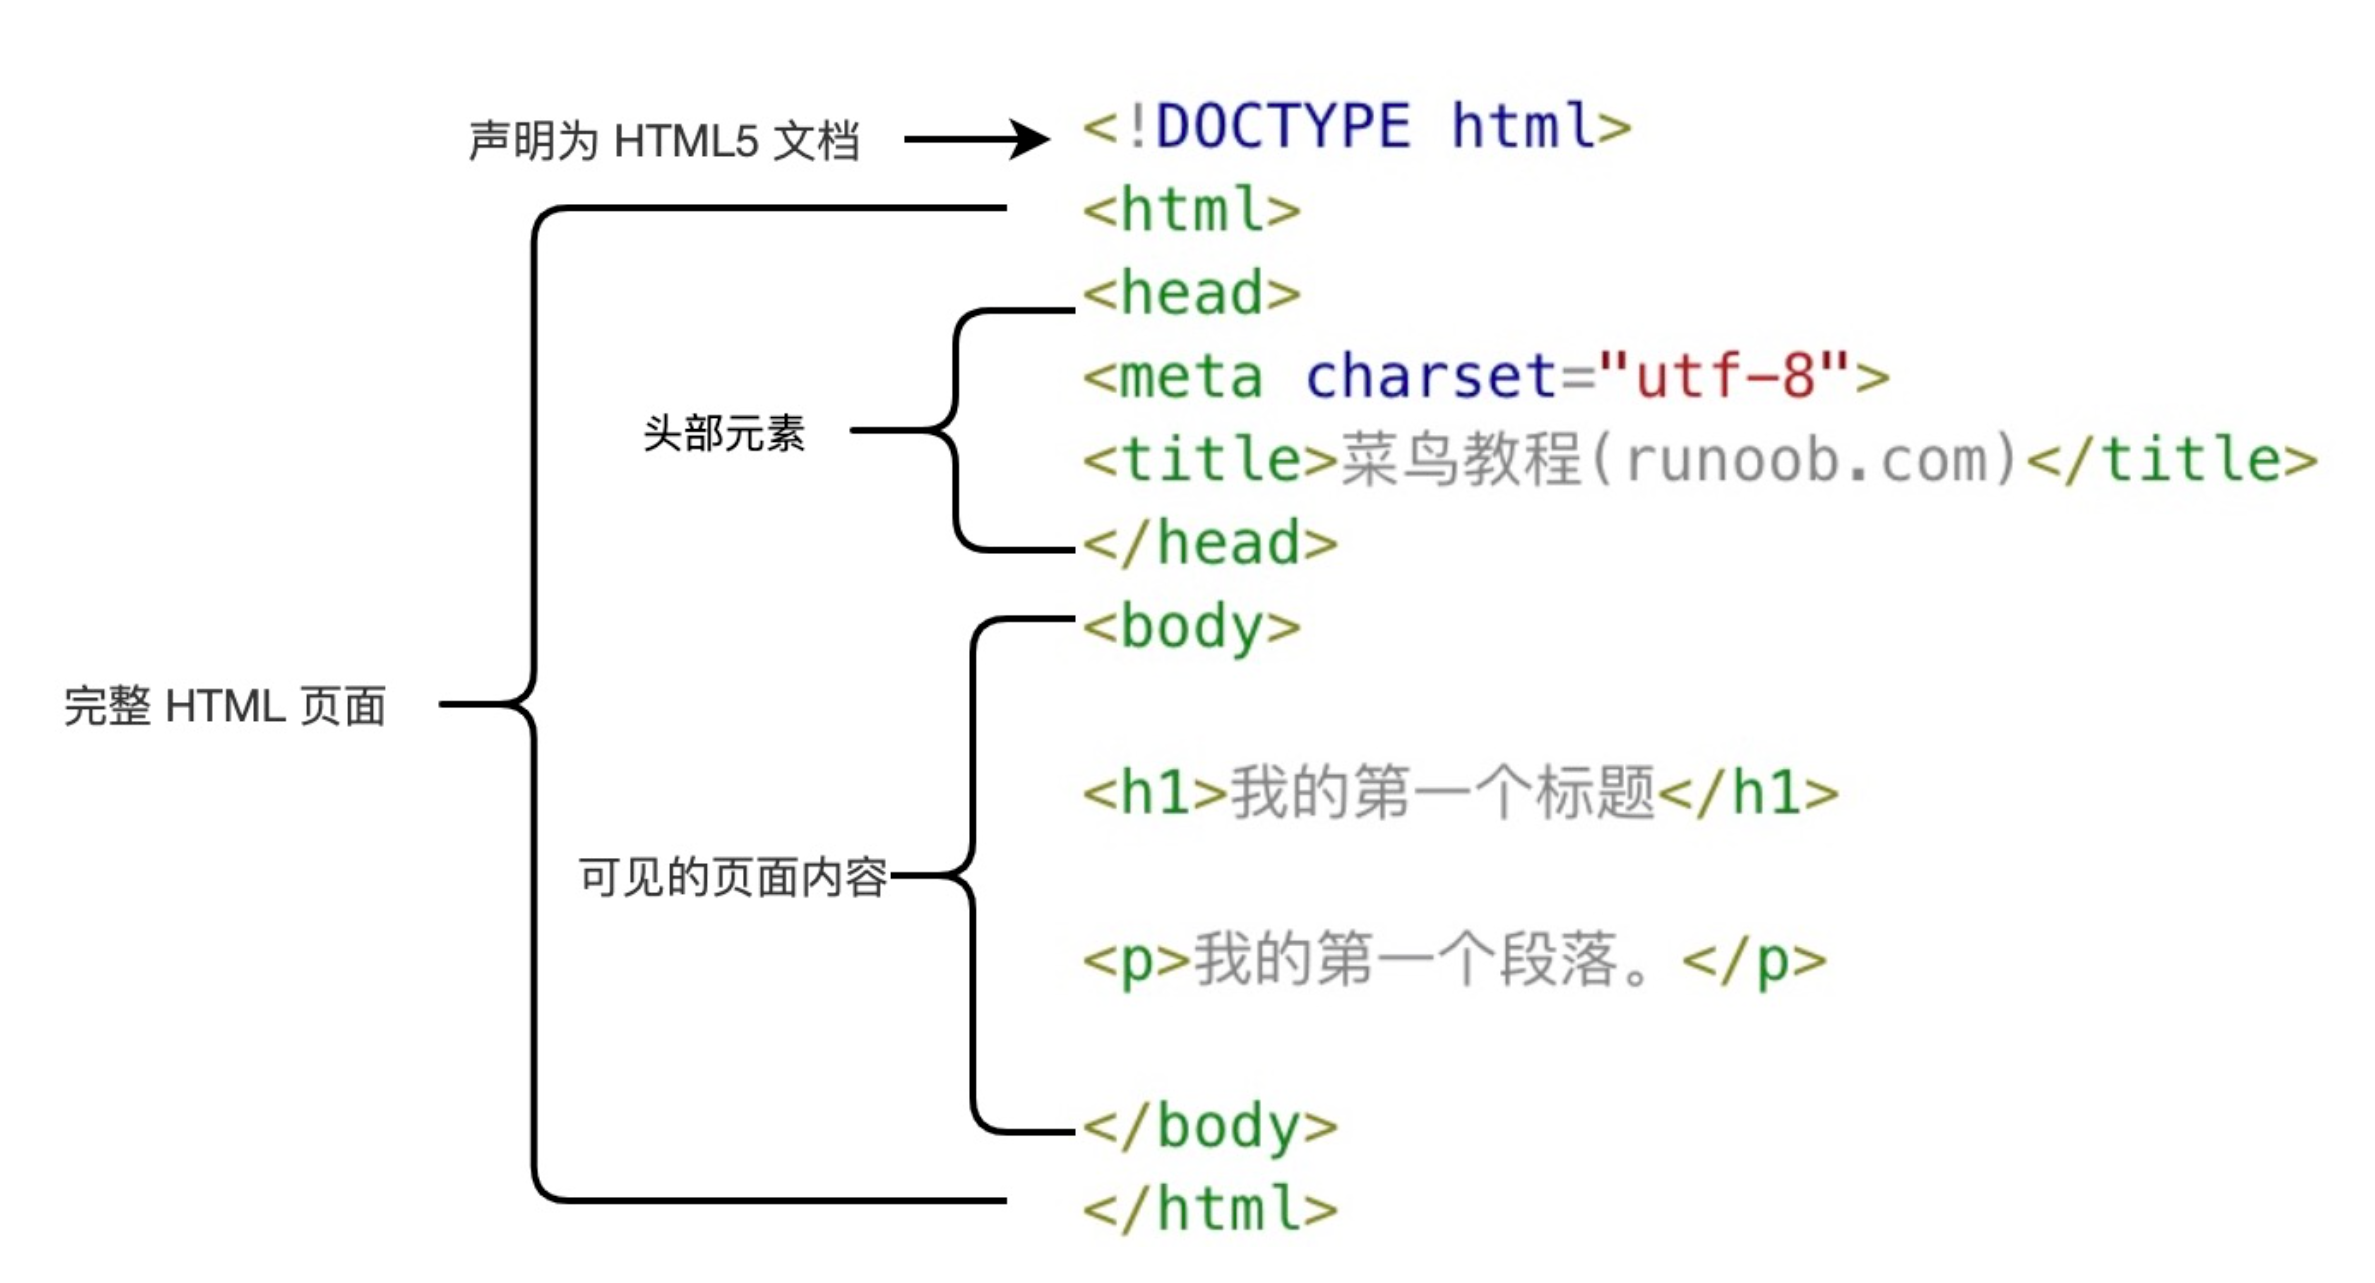 声明为 HTML5 文档
<!DOCTYPE html>
<html>
<head>
<meta charset="utf-8">
头部元素
<title>菜鸟教程(runoob.com)</title>
</head>
<body>
完整 HTML 页面
<h1>我的第一个标题</h1>
可见的页面内容
<p>我的第一个段落。</p>
</body>
</html>